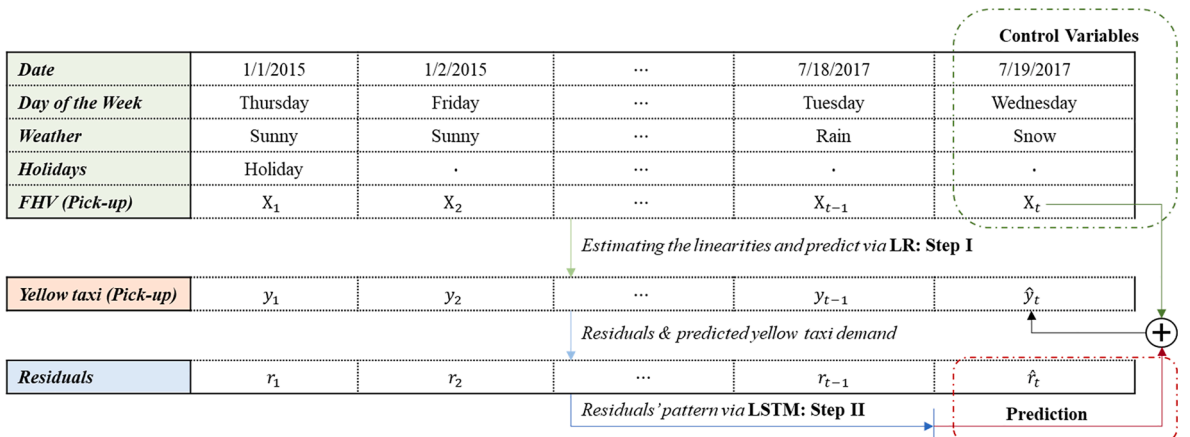 Control Variables
Date 1/1/2015 1/2/2015 ... 7/18/2017 7/19/2017
Day of the Week Thursday Friday ... Tuesday Wednesday
Weather Sunny Sunny ... Rain Snow
Holidays Holiday · ... · ·
FHV (Pick-up) X₁ X₂ ... Xₜ₋₁ Xₜ
Estimating the linearities and predict via LR: Step I
Yellow taxi (Pick-up) y₁ y₂ ... yₜ₋₁ ŷₜ
+
Residuals & predicted yellow taxi demand
Residuals r₁ r₂ ... rₜ₋₁ r̂ₜ
Residuals' pattern via LSTM: Step II
Prediction